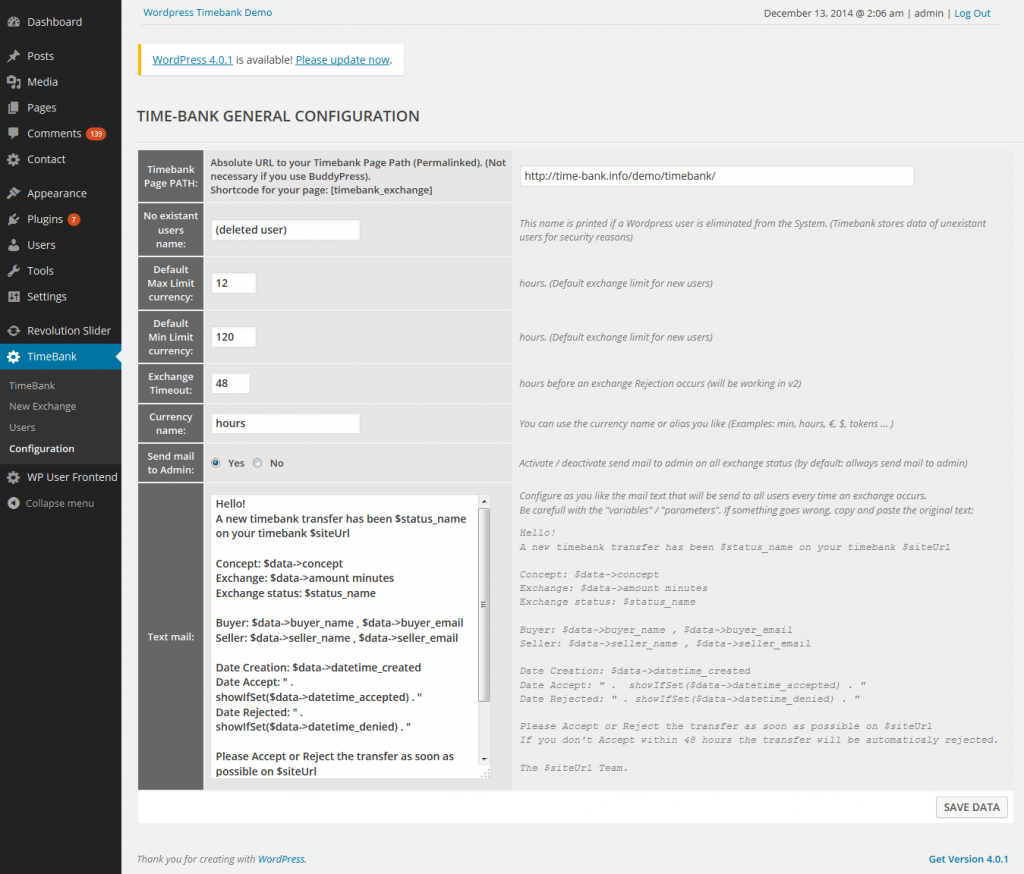 Wordpress Timebank Demo
December 13, 2014 @ 2:06 am | admin | Log Out
Dashboard
Posts
Media
Pages
Comments 139
Contact
Appearance
Plugins 7
Users
Tools
Settings
Revolution Slider
TimeBank
TimeBank
New Exchange
Users
Configuration
WP User Frontend
Collapse menu
WordPress 4.0.1 is available! Please update now.
TIME-BANK GENERAL CONFIGURATION
Timebank
Page PATH:
Absolute URL to your Timebank Page Path (Permalinked). (Not
necessary if you use BuddyPress).
Shortcode for your page: [timebank_exchange]
http://time-bank.info/demo/timebank/
No existant
users
name:
(deleted user)
This name is printed if a Wordpress user is eliminated from the System. (Timebank stores data of unexistant
users for security reasons)
Default
Max Limit
currency:
12
hours. (Default exchange limit for new users)
Default
Min Limit
currency:
120
hours. (Default exchange limit for new users)
Exchange
Timeout:
48
hours before an exchange Rejection occurs (will be working in v2)
Currency
name:
hours
You can use the currency name or alias you like (Examples: min, hours, €, $, tokens ... )
Send mail
to Admin:
Yes No
Activate / deactivate send mail to admin on all exchange status (by default: allways send mail to admin)
Text mail:
Hello!
A new timebank transfer has been $status_name
on your timebank $siteUrl
Concept: $data->concept
Exchange: $data->amount minutes
Exchange status: $status_name
Buyer: $data->buyer_name , $data->buyer_email
Seller: $data->seller_name , $data->seller_email
Date Creation: $data->datetime_created
Date Accept: " .
showIfSet($data->datetime_accepted) . "
Date Rejected: " .
showIfSet($data->datetime_denied) . "
Please Accept or Reject the transfer as soon as
possible on $siteUrl
Configure as you like the mail text that will be send to all users every time an exchange occurs.
Be carefull with the "variables" / "parameters". If something goes wrong, copy and paste the original text:
Hello!
A new timebank transfer has been $status_name on your timebank $siteUrl
Concept: $data->concept
Exchange: $data->amount minutes
Exchange status: $status_name
Buyer: $data->buyer_name , $data->buyer_email
Seller: $data->seller_name , $data->seller_email
Date Creation: $data->datetime_created
Date Accept: " .  showIfSet($data->datetime_accepted) . "
Date Rejected: " . showIfSet($data->datetime_denied) . "
Please Accept or Reject the transfer as soon as possible on $siteUrl
If you don't Accept within 48 hours the transfer will be automaticaly rejected.
The $siteUrl Team.
SAVE DATA
Thank you for creating with WordPress.
Get Version 4.0.1